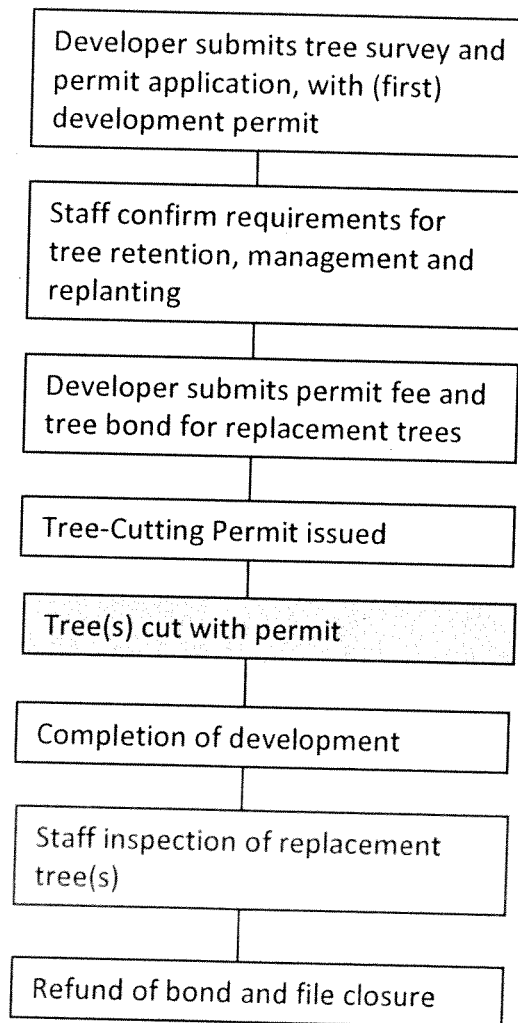 Developer submits tree survey and
permit application, with (first)
development permit
Staff confirm requirements for
tree retention, management and
replanting
Developer submits permit fee and
tree bond for replacement trees
Tree-Cutting Permit issued
Tree(s) cut with permit
Completion of development
Staff inspection of replacement
tree(s)
Refund of bond and file closure